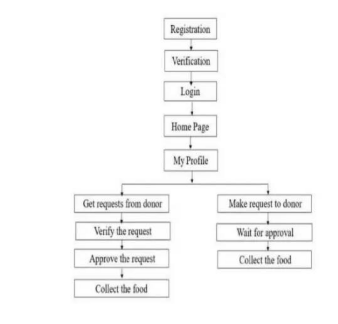 Registration
Verification
Login
Home Page
My Profile
Get requests from donor
Verify the request
Approve the request
Collect the food
Make request to donor
Wait for approval
Collect the food